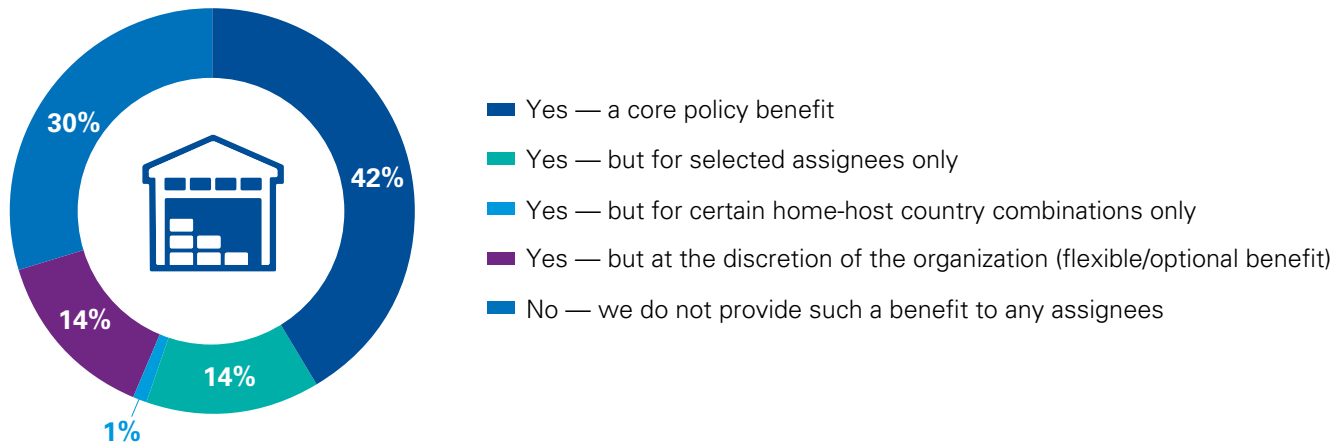 30%
42%
14%
14%
1%
Yes — a core policy benefit
Yes — but for selected assignees only
Yes — but for certain home-host country combinations only
Yes — but at the discretion of the organization (flexible/optional benefit)
No — we do not provide such a benefit to any assignees